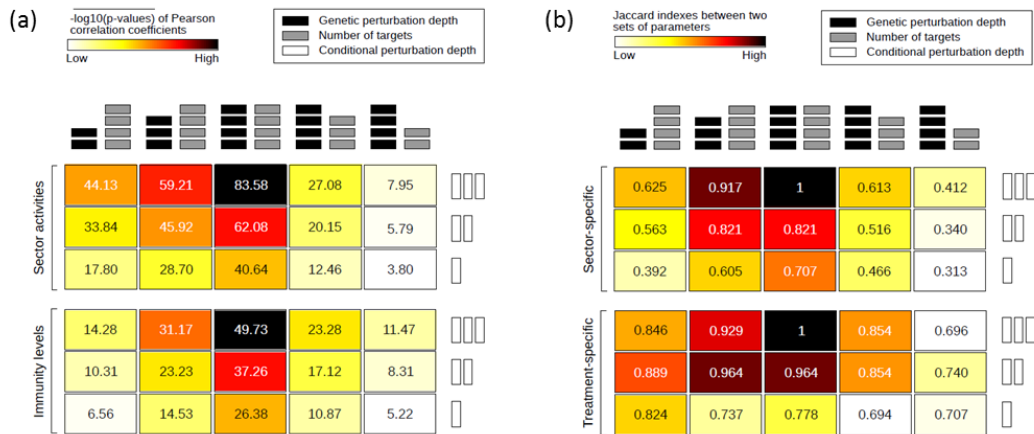 (a)
-log10(p-values) of Pearson
correlation coefficients
Low High
Genetic perturbation depth
Number of targets
Conditional perturbation depth
Sector activities
44.13 59.21 83.58 27.08 7.95
33.84 45.92 62.08 20.15 5.79
17.80 28.70 40.64 12.46 3.80
Immunity levels
14.28 31.17 49.73 23.28 11.47
10.31 23.23 37.26 17.12 8.31
6.56 14.53 26.38 10.87 5.22
(b)
Jaccard indexes between two
sets of parameters
Low High
Genetic perturbation depth
Number of targets
Conditional perturbation depth
Sector-specific
0.625 0.917 1 0.613 0.412
0.563 0.821 0.821 0.516 0.340
0.392 0.605 0.707 0.466 0.313
Treatment-specific
0.846 0.929 1 0.854 0.696
0.889 0.964 0.964 0.854 0.740
0.824 0.737 0.778 0.694 0.707